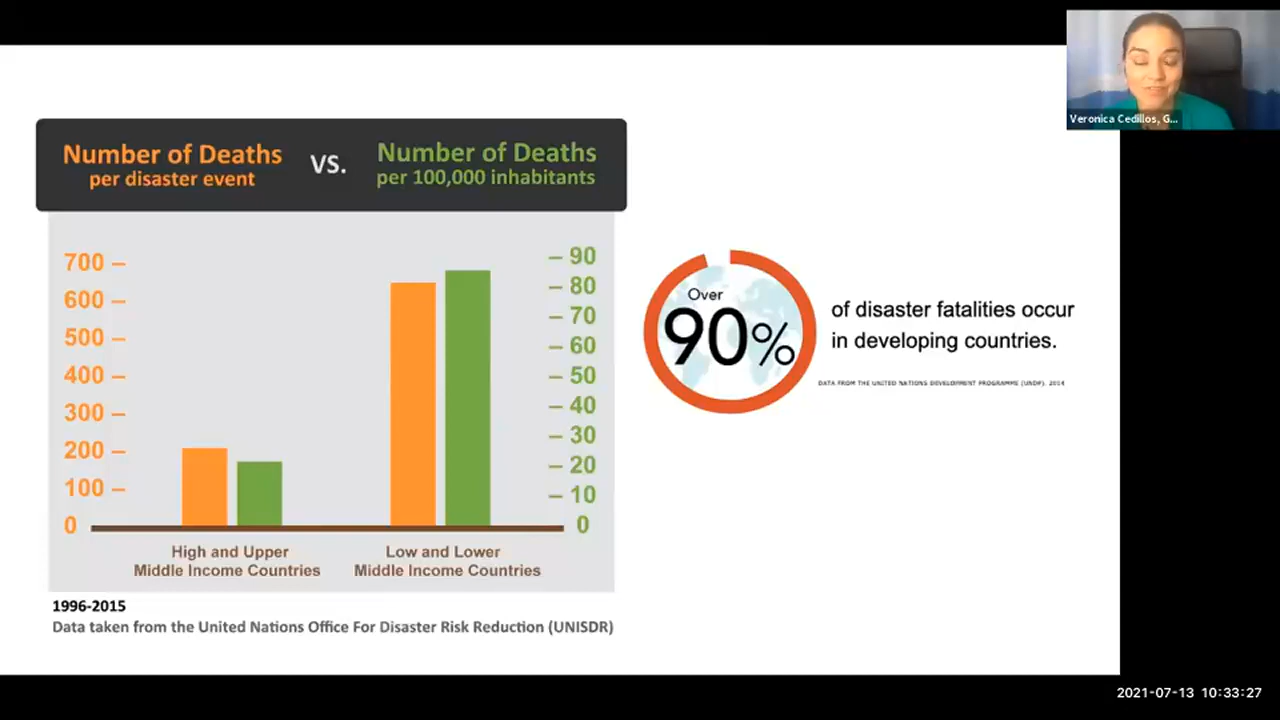 Veronica Cedillos, G...
Number of Deaths
per disaster event
VS.
Number of Deaths
per 100,000 inhabitants
700
600
500
400
300
200
100
0
90
80
70
60
50
40
30
20
10
0
High and Upper
Middle Income Countries
Low and Lower
Middle Income Countries
1996-2015
Data taken from the United Nations Office For Disaster Risk Reduction (UNISDR)
Over
90%
of disaster fatalities occur
in developing countries.
DATA FROM THE UNITED NATIONS DEVELOPMENT PROGRAMME (UNDP), 2014
2021-07-13 10:33:27